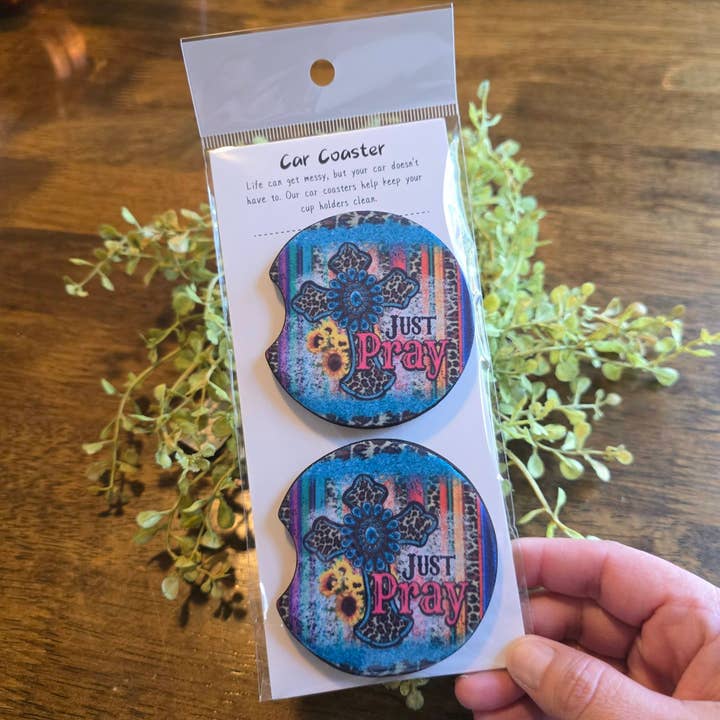 Car Coaster
Life can get messy, but your car doesn't
have to. Our car coasters help keep your
cup holders clean.
JUST
Pray
JUST
Pray